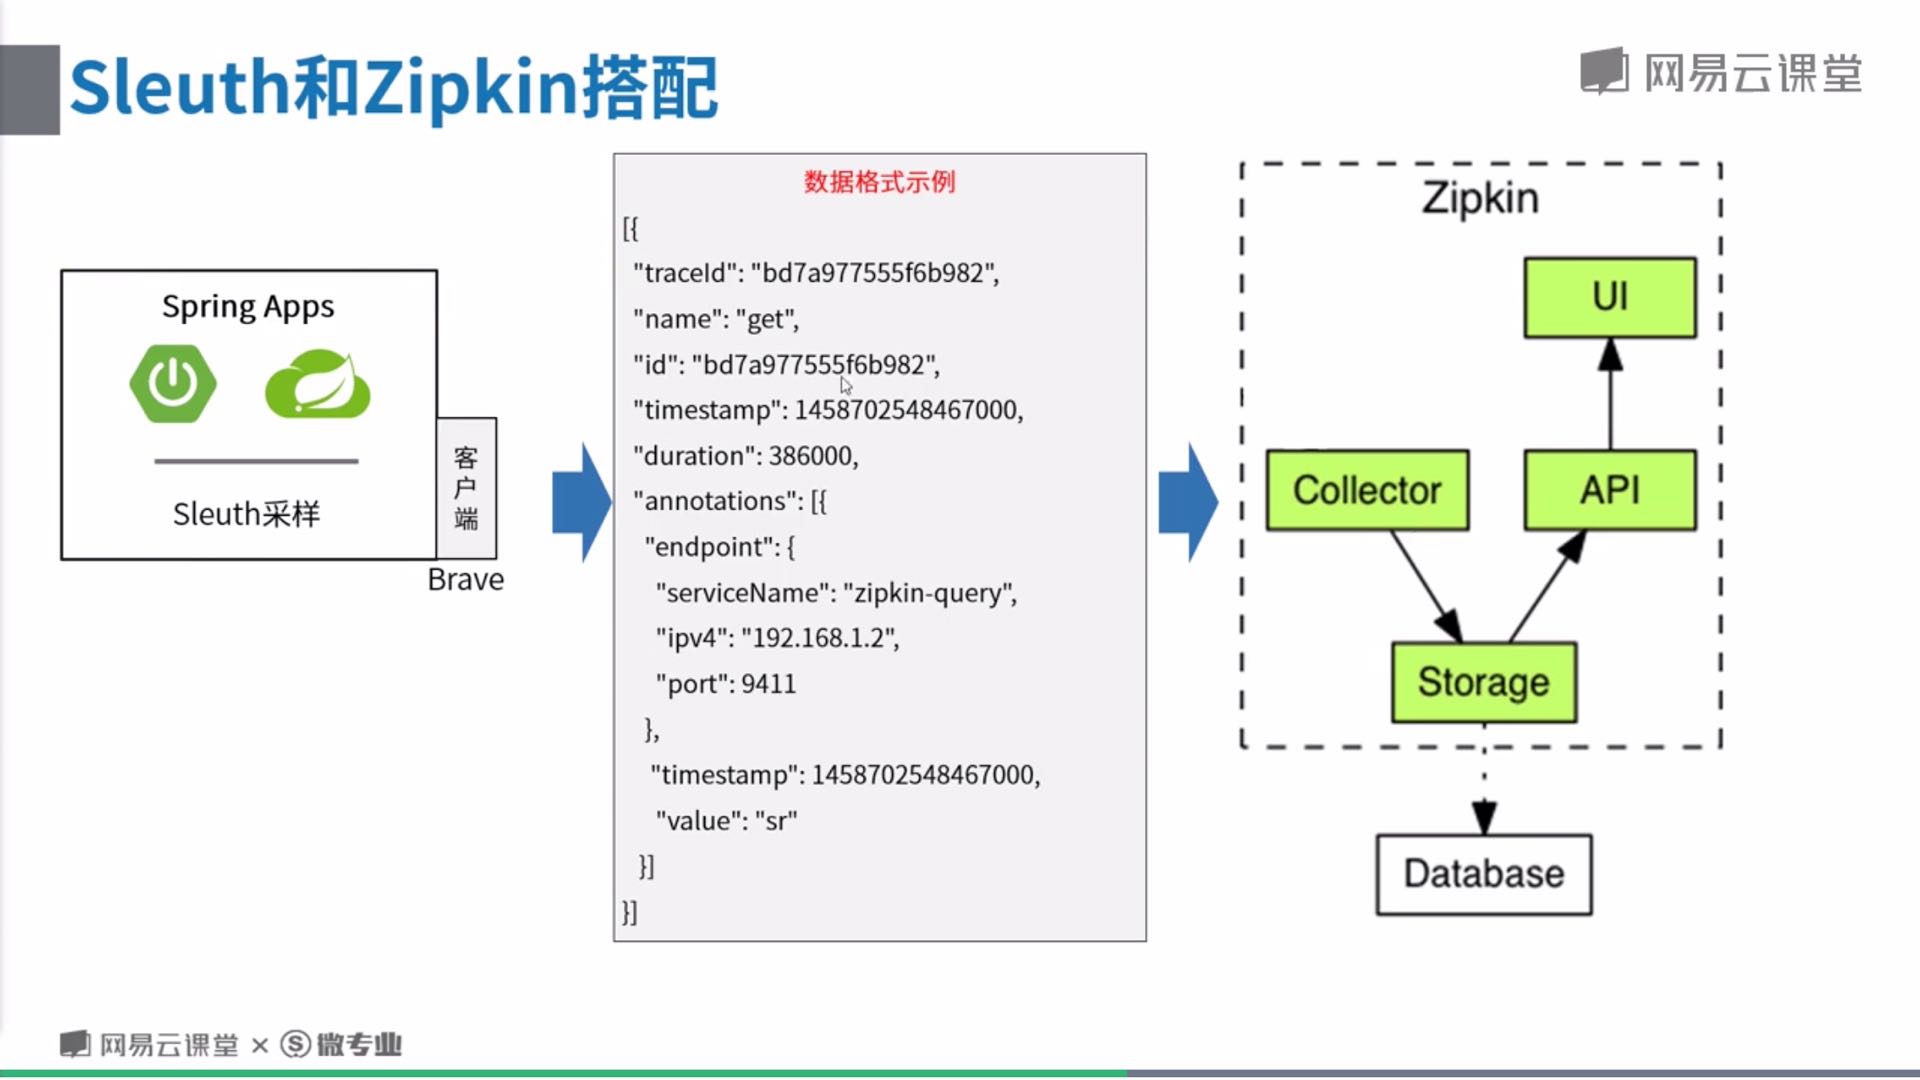 Sleuth和Zipkin搭配
网易云课堂
Spring Apps
Sleuth采样
客户端
Brave
数据格式示例
[{
"traceId": "bd7a977555f6b982",
"name": "get",
"id": "bd7a977555f6b982",
"timestamp": 1458702548467000,
"duration": 386000,
"annotations": [{
"endpoint": {
"serviceName": "zipkin-query",
"ipv4": "192.168.1.2",
"port": 9411
},
"timestamp": 1458702548467000,
"value": "sr"
}]
}]
Zipkin
UI
Collector
API
Storage
Database
网易云课堂 × Ⓢ微专业